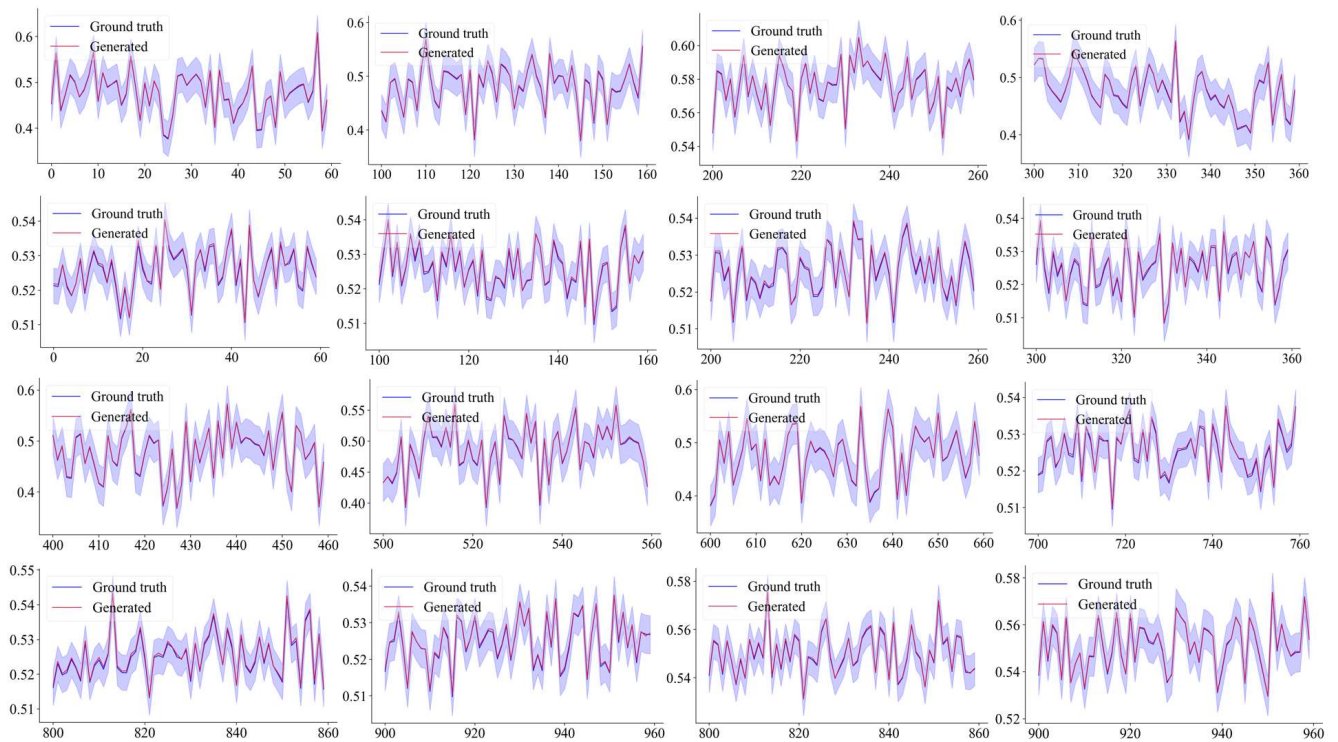 0.6
Ground truth
Generated
0.5
0.4
0 10 20 30 40 50 60
0.6
Ground truth
Generated
0.5
0.4
100 110 120 130 140 150 160
Ground truth
0.60
Generated
0.58
0.56
0.54
200 220 240 260
0.6
Ground truth
Generated
0.5
0.4
300 310 320 330 340 350 360
0.54
Ground truth
Generated
0.53
0.52
0.51
0 20 40 60
0.54
Ground truth
Generated
0.53
0.52
0.51
100 120 140 160
0.54
Ground truth
Generated
0.53
0.52
0.51
200 220 240 260
0.54
Ground truth
Generated
0.53
0.52
0.51
300 320 340 360
0.6
Ground truth
Generated
0.5
0.4
400 410 420 430 440 450 460
Ground truth
0.55
Generated
0.50
0.45
0.40
500 520 540 560
0.6
Ground truth
Generated
0.5
0.4
600 610 620 630 640 650 660
0.54
Ground truth
Generated
0.53
0.52
0.51
700 720 740 760
0.55
Ground truth
0.54
Generated
0.53
0.52
0.51
800 820 840 860
0.54
Ground truth
Generated
0.53
0.52
0.51
900 920 940 960
0.58
Ground truth
Generated
0.56
0.54
800 820 840 860
0.58
Ground truth
Generated
0.56
0.54
0.52
900 920 940 960